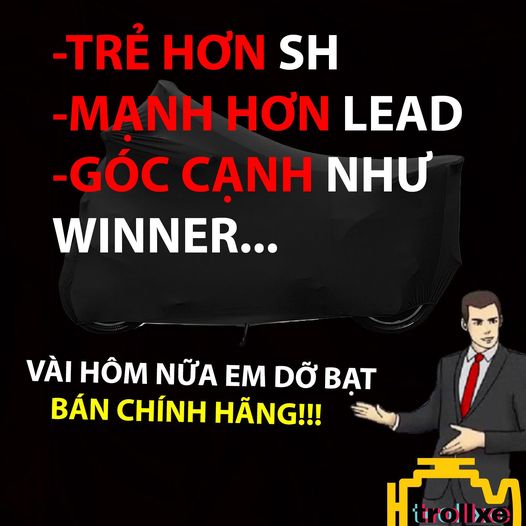 -TRẺ HƠN SH
-MẠNH HƠN LEAD
-GÓC CẠNH NHƯ
WINNER...
VÀI HÔM NỮA EM DỠ BẠT
BÁN CHÍNH HÃNG!!!
trollxe